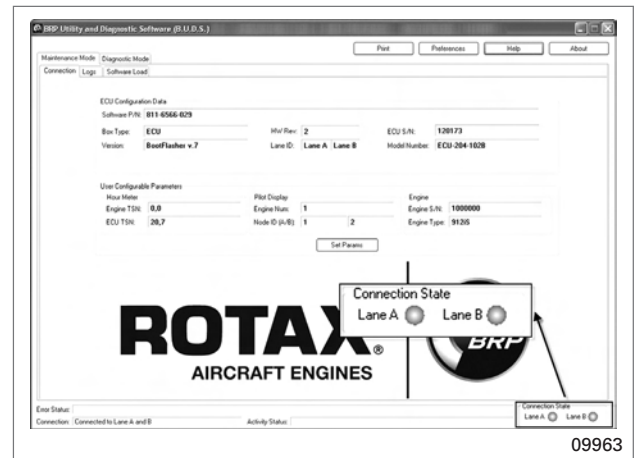 BRP Utility and Diagnostic Software (B.U.D.S.)
Print Preferences Help About
Maintenance Mode Diagnostic Mode
Connection Logs Software Load
ECU Configuration Data
Software P/N: 811-6566-029
Box Type: ECU HW Rev: 2 ECU S/N: 120173
Version: BootFlasher v.7 Lane ID: Lane A Lane B Model Number: ECU-204-1028
User Configurable Parameters
Hour Meter Pilot Display Engine
Engine TSN: 0,0 Engine Num: 1 Engine S/N: 1000000
ECU TSN: 20,7 Node ID (A/B): 1 2 Engine Type: 912iS
Set Params
Connection State
Lane A Lane B
ROTAX®
BRP
AIRCRAFT ENGINES
Error Status:
Connection: Connected to Lane A and B Activity Status:
Connection State
Lane A Lane B
09963